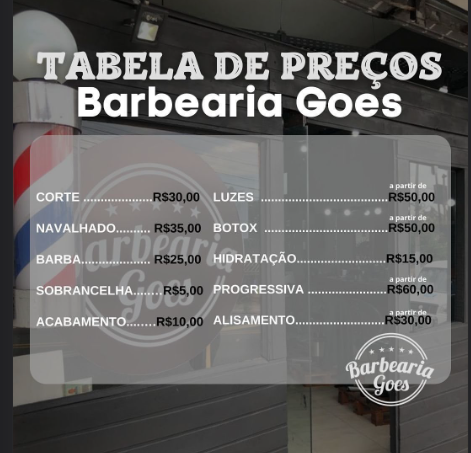 TABELA DE PREÇOS
Barbearia Goes
CORTE ....................R$30,00
NAVALHADO.......... R$35,00
BARBA.....................R$25,00
SOBRANCELHA........R$5,00
ACABAMENTO.......R$10,00
a partir de
LUZES ....................................R$50,00
a partir de
BOTOX ...................................R$50,00
HIDRATAÇÃO.........................R$15,00
a partir de
PROGRESSIVA .......................R$60,00
a partir de
ALISAMENTO.........................R$30,00
Barbearia
Goes
Barbearia
Goes